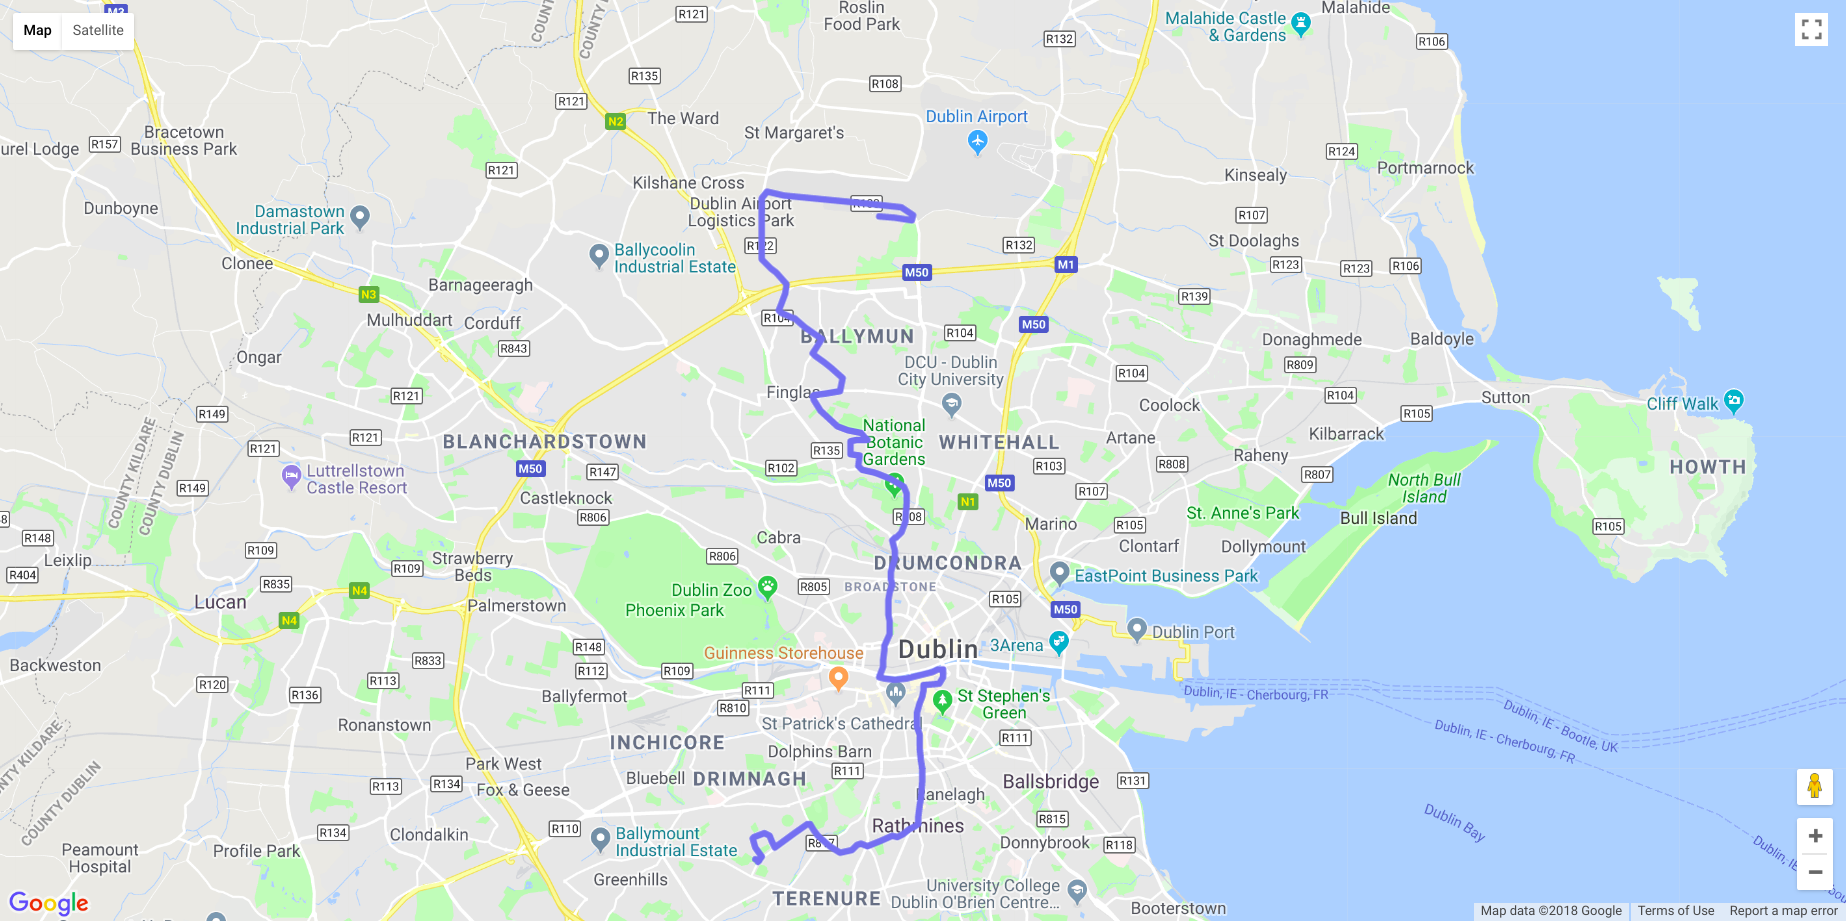 Map
Satellite
M3
COUNTY
COUNTY
R121
Roslin
Food Park
R132
Malahide Castle
& Gardens
Malahide
R106
R135
R108
R121
N2
The Ward
St Margaret's
Dublin Airport
Bracetown
Business Park
R157
urel Lodge
R121
R124
Portmarnock
Kinsealy
Kilshane Cross
Dunboyne
Damastown
Industrial Park
Dublin Airport
Logistics Park
R107
St Doolaghs
R122
R132
Ballycoolin
Industrial Estate
Clonee
M50
M1
R123
R123
R106
Barnageeragh
N3
R139
Mulhuddart
Corduff
R104
BALLYMUN
R104
M50
R843
Donaghmede
Baldoyle
Ongar
DCU - Dublin
City University
R104
R809
R121
Finglas
R104
Sutton
Coolock
Cliff Walk
R149
R105
COUNTY KILDARE
COUNTY DUBLIN
R121
R121
BLANCHARDSTOWN
National
Botanic
Gardens
R135
WHITEHALL
Artane
Kilbarrack
Raheny
M50
R147
R102
R103
R808
R807
HOWTH
Luttrellstown
Castle Resort
R149
M50
R107
North Bull
Island
Castleknock
N1
R806
R108
Marino
R105
St. Anne's Park
Bull Island
R105
R148
Cabra
Clontarf
Dollymount
R109
Leixlip
Strawberry
Beds
R806
DRUMCONDRA
R404
R109
R835
EastPoint Business Park
N4
Dublin Zoo
Phoenix Park
R805
BROADSTONE
R105
Lucan
Palmerstown
M50
N4
Dublin Port
R148
Guinness Storehouse
Dublin
3Arena
Backweston
R833
R112
R109
R120
R113
R136
Ballyfermot
R111
R810
St Stephen's
Green
Dublin, IE - Cherbourg, FR
Ronanstown
St Patrick's Cathedral
Dublin, IE - Bootle, UK
Dublin, IE - Cherbourg, FR
INCHICORE
Dolphins Barn
R111
COUNTY DUBLIN
Park West
Bluebell
DRIMNAGH
R111
Ballsbridge
R131
R113
R134
Fox & Geese
Ranelagh
R134
Clondalkin
R110
Ballymount
Industrial Estate
Rathmines
R815
Dublin Bay
R817
Donnybrook
R118
Peamount
Hospital
Profile Park
Greenhills
TERENURE
University College
Dublin O'Brien Centre...
Booterstown
Google
Map data ©2018 Google
Terms of Use
Report a map error